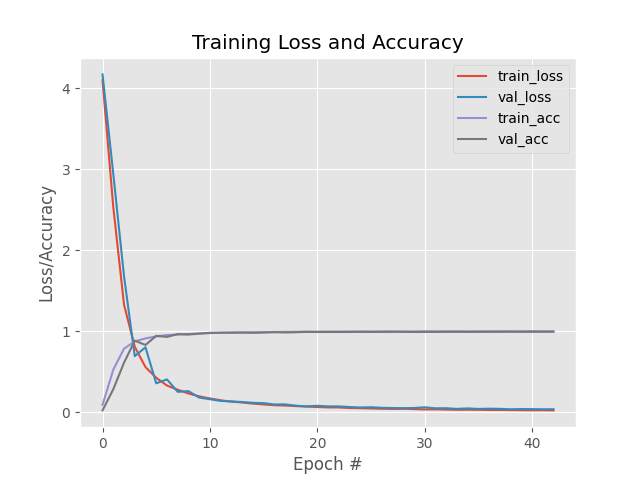 Training Loss and Accuracy
train_loss
val_loss
train_acc
val_acc
Loss/Accuracy
4
3
2
1
0
0 10 20 30 40
Epoch #